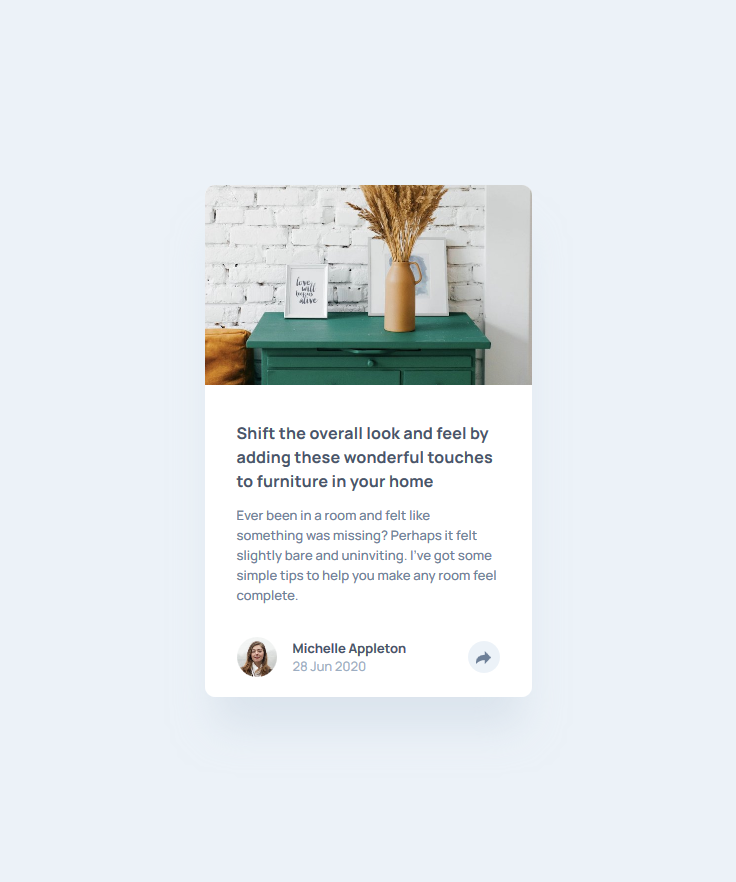 love
will
keep us
alive
Shift the overall look and feel by
adding these wonderful touches
to furniture in your home
Ever been in a room and felt like
something was missing? Perhaps it felt
slightly bare and uninviting. I've got some
simple tips to help you make any room feel
complete.
Michelle Appleton
28 Jun 2020